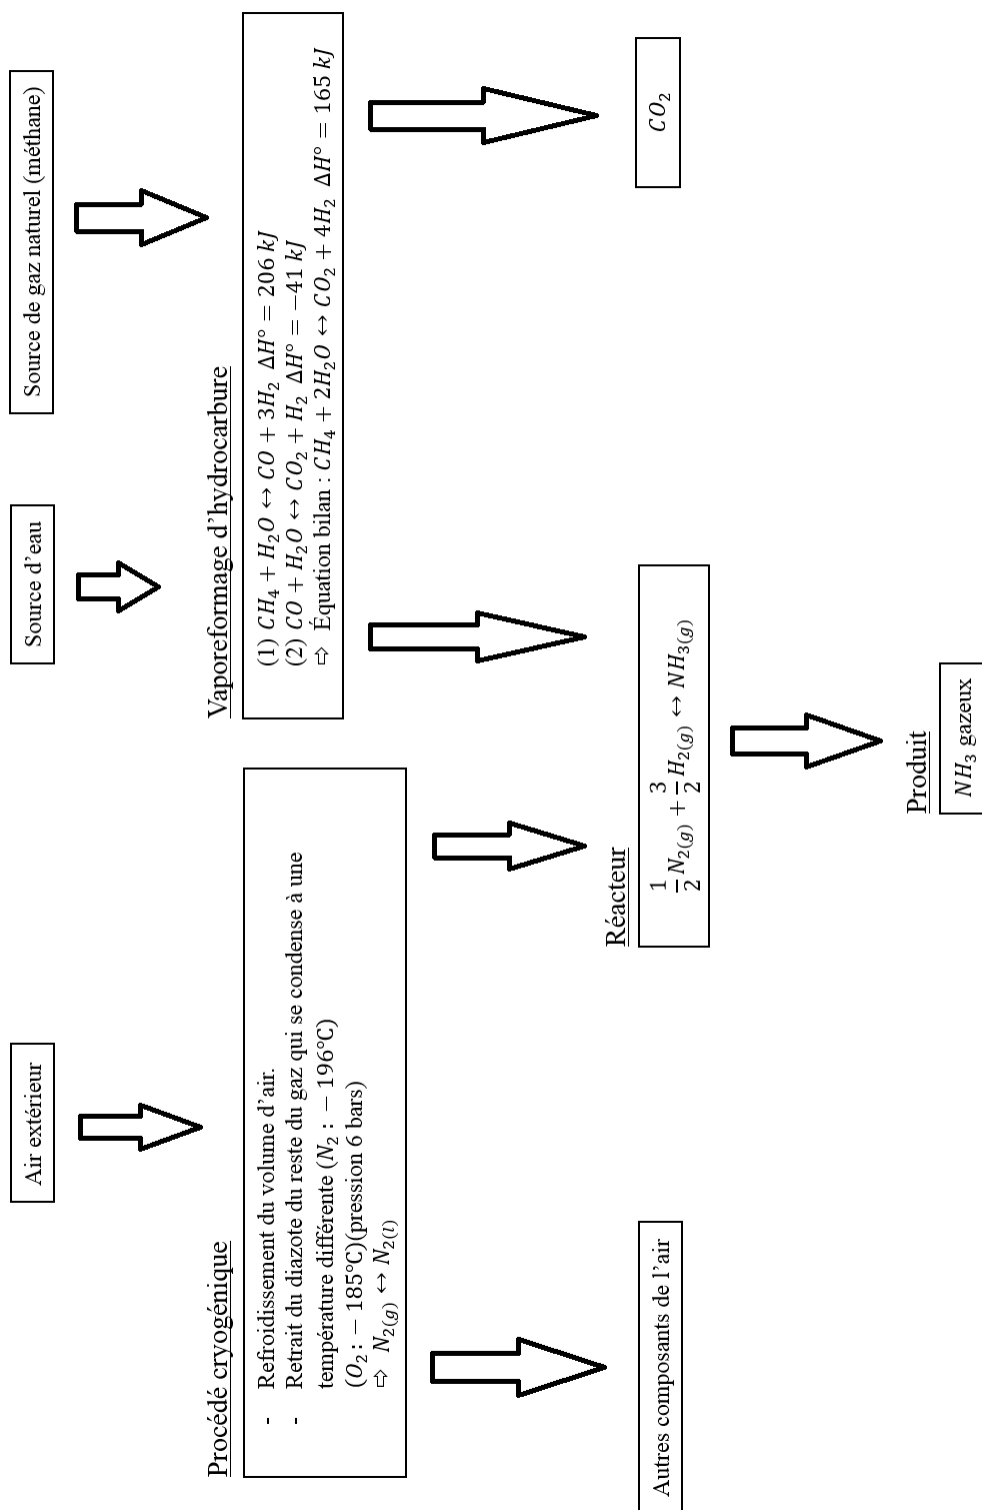 Air extérieur
Source d'eau
Source de gaz naturel (méthane)
Procédé cryogénique
- Refroidissement du volume d'air.
- Retrait du diazote du reste du gaz qui se condense à une
température différente (N₂ : − 196°C)
((O₂ : − 185°C)(pression 6 bars)
⇨ N₂₍g₎ ↔ N₂₍l₎
Vaporeformage d'hydrocarbure
(1) CH₄ + H₂O ↔ CO + 3H₂ ΔH° = 206 kJ
(2) CO + H₂O ↔ CO₂ + H₂ ΔH° = −41 kJ
⇨ Équation bilan : CH₄ + 2H₂O ↔ CO₂ + 4H₂ ΔH° = 165 kJ
Autres composants de l'air
Réacteur
1/2 N₂₍g₎ + 3/2 H₂₍g₎ ↔ NH₃₍g₎
CO₂
Produit
NH₃ gazeux